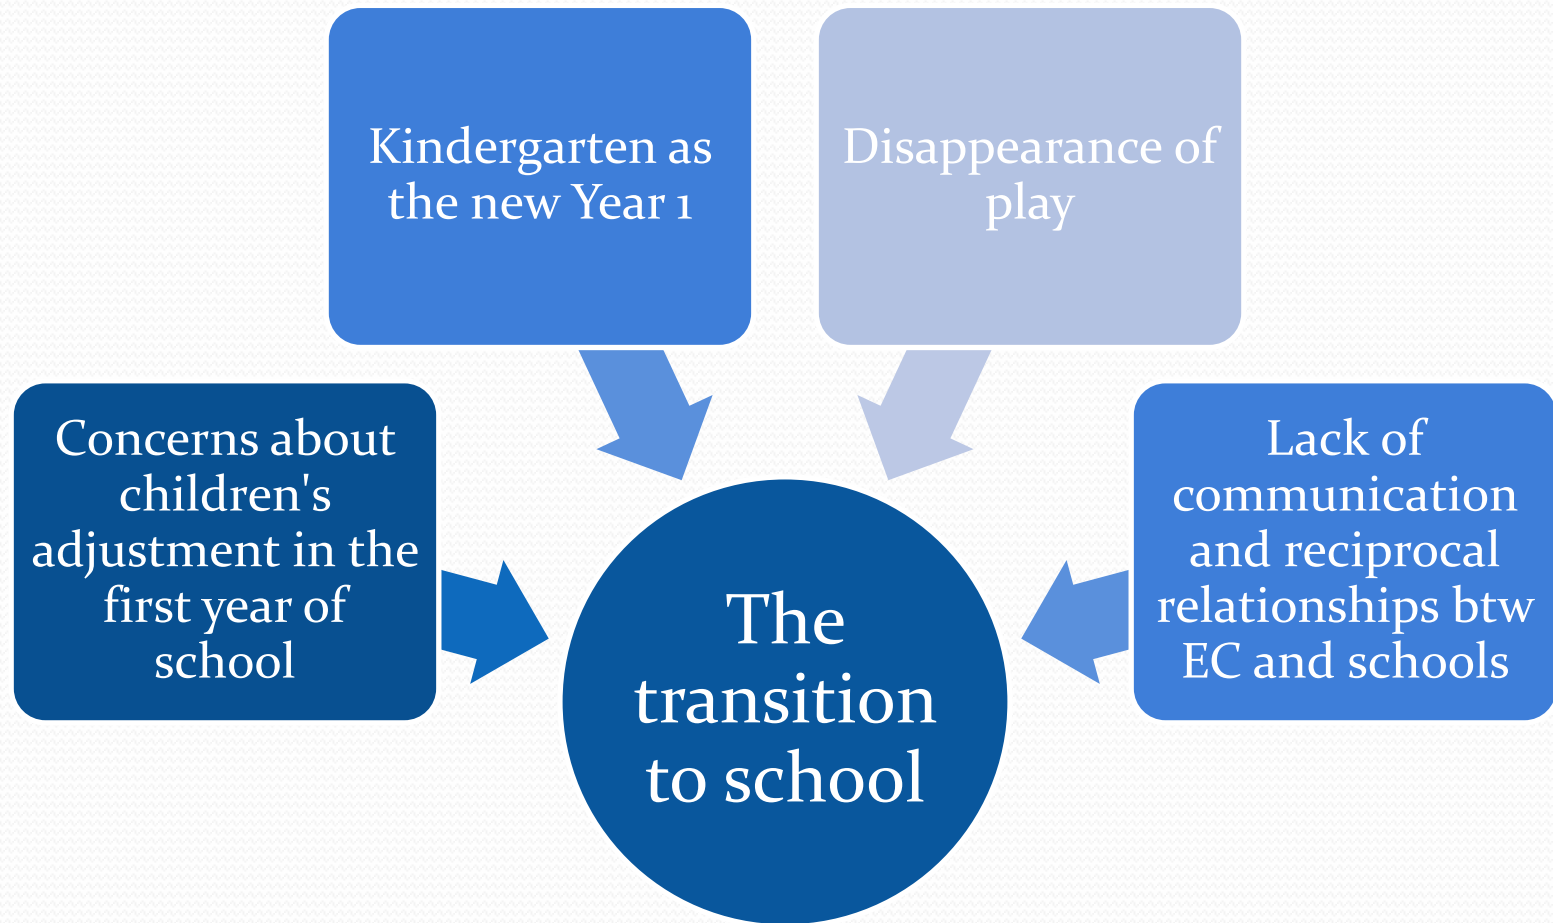 Kindergarten as
the new Year 1
Disappearance of
play
Concerns about
children's
adjustment in the
first year of
school
Lack of
communication
and reciprocal
relationships btw
EC and schools
The
transition
to school